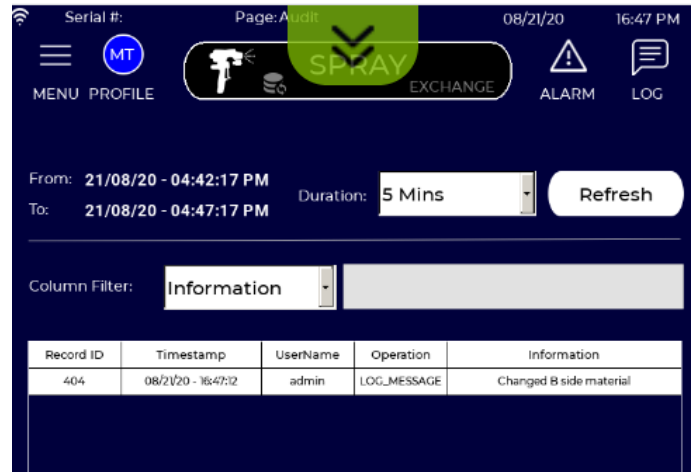 Serial #: Page:Audit 08/21/20 16:47 PM
MT
SPRAY
EXCHANGE
MENU PROFILE ALARM LOG
From: 21/08/20 - 04:42:17 PM
Duration: 5 Mins Refresh
To: 21/08/20 - 04:47:17 PM
Column Filter: Information
Record ID Timestamp UserName Operation Information
404 08/21/20 - 16:47:12 admin LOG_MESSAGE Changed B side material